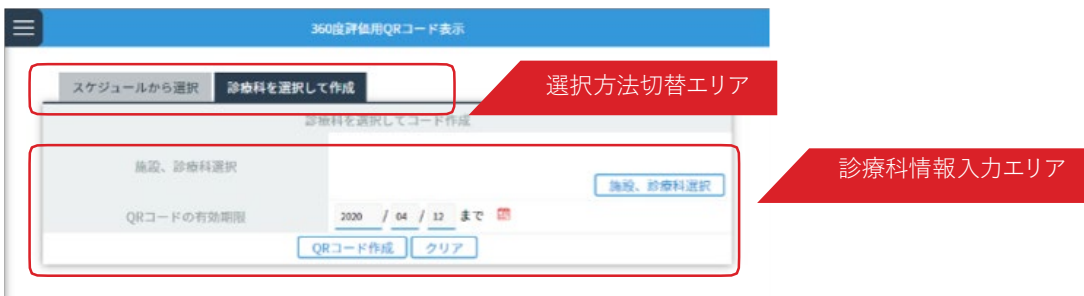 360度評価用QRコード表示
スケジュールから選択 診療科を選択して作成
選択方法切替エリア
診療科を選択してコード作成
施設、診療科選択
診療科情報入力エリア
施設、診療科選択
QRコードの有効期限 2020 / 04 / 12 まで
QRコード作成 クリア